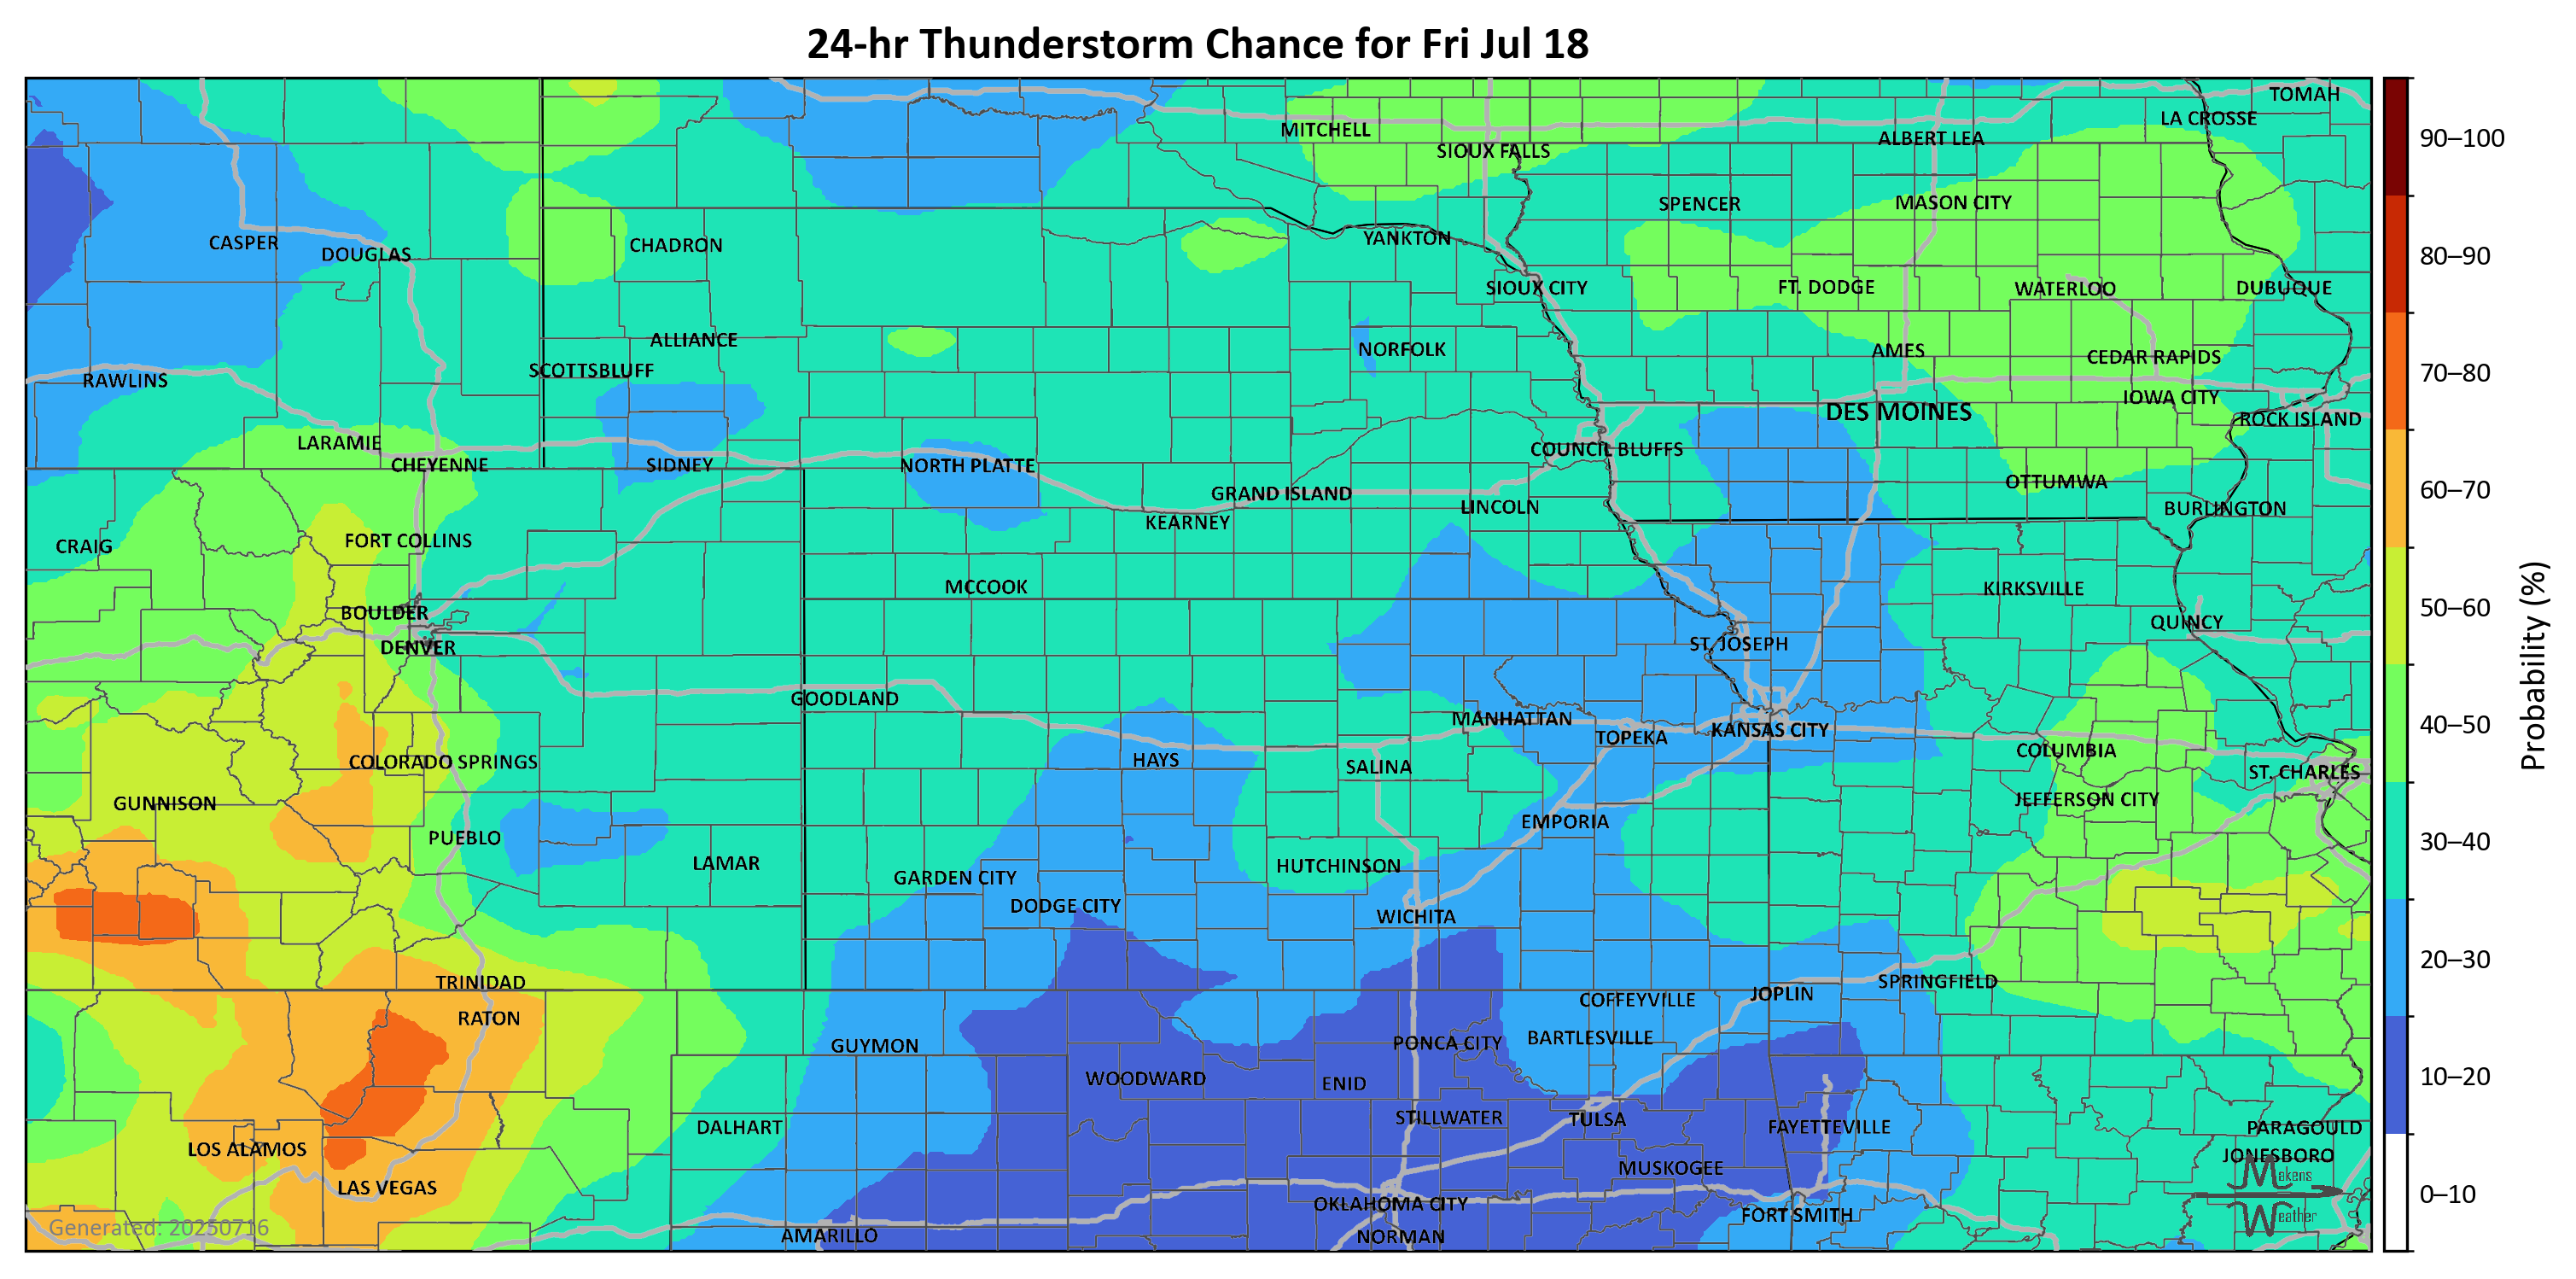 24-hr Thunderstorm Chance for Fri Jul 18
TOMAH
LA CROSSE
MITCHELL
ALBERT LEA
SIOUX FALLS
SPENCER
MASON CITY
CASPER
DOUGLAS
CHADRON
YANKTON
SIOUX CITY
FT. DODGE
WATERLOO
DUBUQUE
ALLIANCE
NORFOLK
AMES
CEDAR RAPIDS
RAWLINS
SCOTTSBLUFF
IOWA CITY
DES MOINES
ROCK ISLAND
LARAMIE
COUNCIL BLUFFS
CHEYENNE
SIDNEY
NORTH PLATTE
OTTUMWA
GRAND ISLAND
LINCOLN
BURLINGTON
KEARNEY
CRAIG
FORT COLLINS
MCCOOK
KIRKSVILLE
BOULDER
QUINCY
DENVER
ST. JOSEPH
GOODLAND
MANHATTAN
TOPEKA
KANSAS CITY
COLUMBIA
COLORADO SPRINGS
HAYS
SALINA
ST. CHARLES
GUNNISON
JEFFERSON CITY
EMPORIA
PUEBLO
LAMAR
HUTCHINSON
GARDEN CITY
DODGE CITY
WICHITA
TRINIDAD
SPRINGFIELD
COFFEYVILLE
JOPLIN
RATON
GUYMON
PONCA CITY
BARTLESVILLE
WOODWARD
ENID
STILLWATER
TULSA
DALHART
FAYETTEVILLE
PARAGOULD
LOS ALAMOS
JONESBORO
MUSKOGEE
LAS VEGAS
OKLAHOMA CITY
FORT SMITH
AMARILLO
NORMAN
Generated: 20250716
Makens
Weather
90–100
80–90
70–80
60–70
50–60
40–50
30–40
20–30
10–20
0–10
Probability (%)